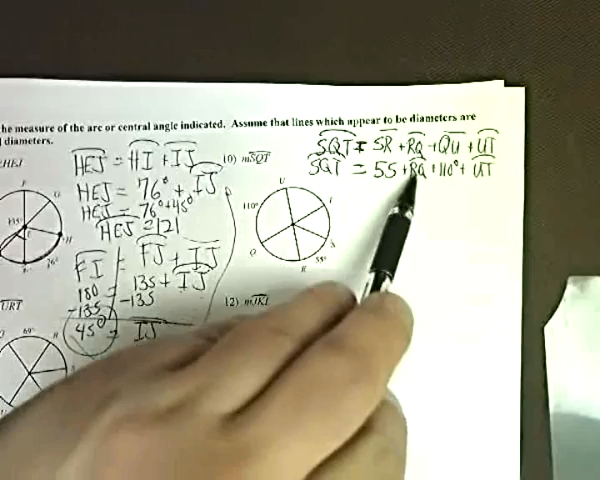 he measure of the arc or central angle indicated. Assume that lines which appear to be diameters are
diameters.
HEJ
HEJ = HI + IJ
HEJ = 76° + IJ
HEJ = 76° + 45°
HEJ = 121
FI = FJ + IJ
180 = 135 + IJ
-135 -135
45° = IJ
10) mSQT
SQT = SR + RQ + QU + UT
SQT = 55 + RQ + 110° + UT
U
110°
T
S
Q
55°
R
135°
76°
F
G
H
URT
69°
12) mJKI